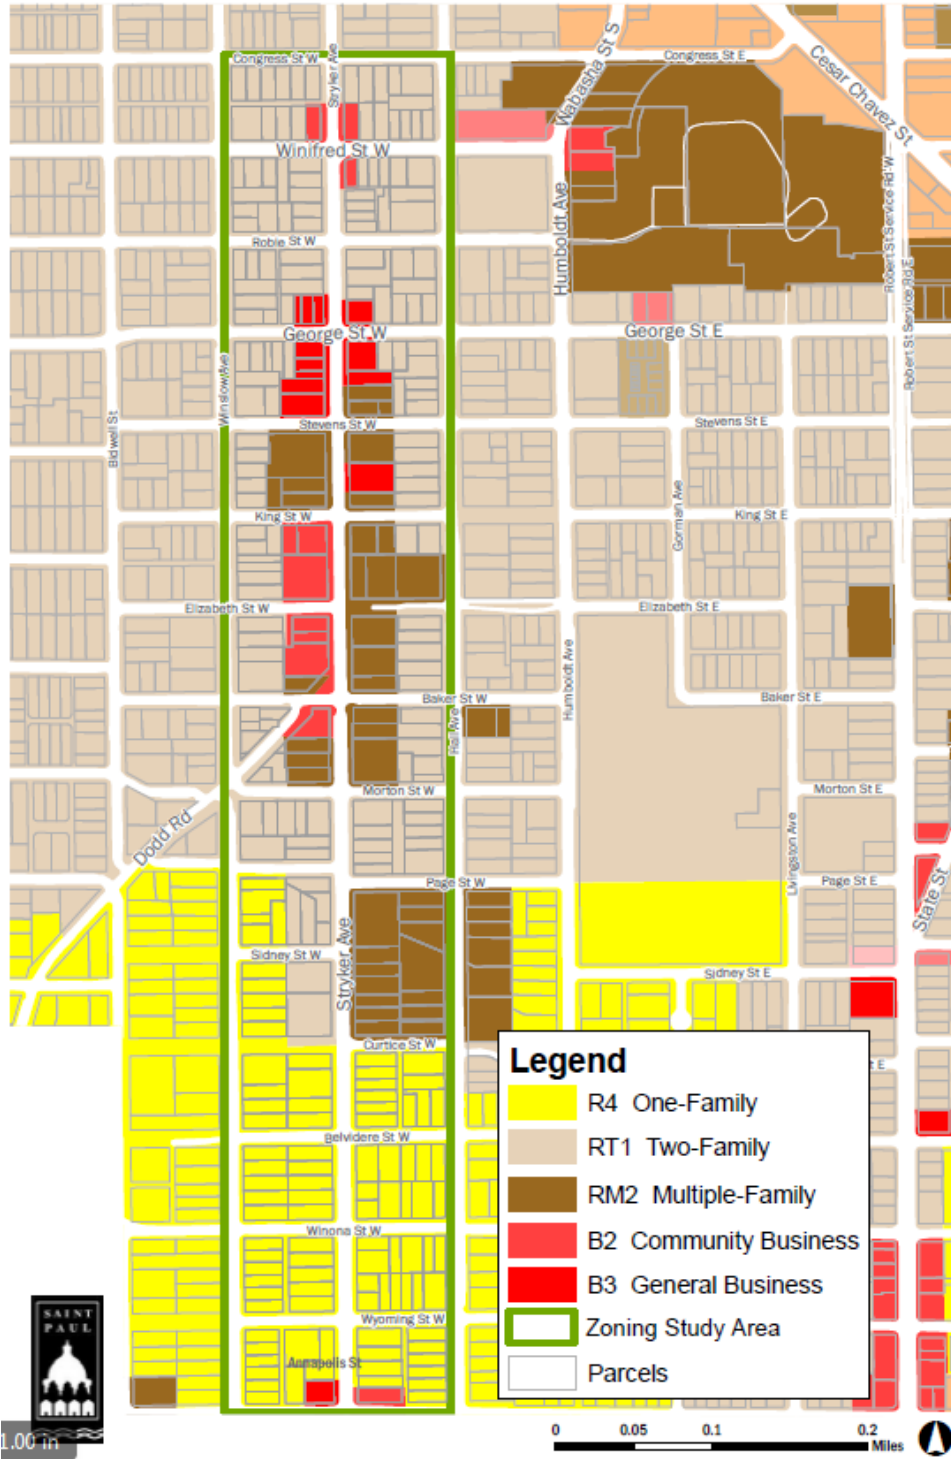 Congress St W
Stryker Ave
Wabasha St S
Congress St E
Cesar Chavez St
Winifred St W
Robert St Service Rd W
Humboldt Ave
Robie St W
Robert St Service Rd E
George St W
George St E
Winslow Ave
Bidwell St
Stevens St W
Stevens St E
King St W
Gorman Ave
King St E
Elizabeth St W
Elizabeth St E
Humboldt Ave
Baker St W
Baker St E
Hall Ave
Morton St W
Morton St E
Dodd Rd
Livingston Ave
Page St W
Page St E
State St
Stryker Ave
Sidney St W
Sidney St E
Curtice St W
t E
Belvidere St W
Winona St W
Wyoming St W
Annapolis St
Legend
R4 One-Family
RT1 Two-Family
RM2 Multiple-Family
B2 Community Business
B3 General Business
Zoning Study Area
Parcels
SAINT
PAUL
1.00 in
0 0.05 0.1 0.2
Miles